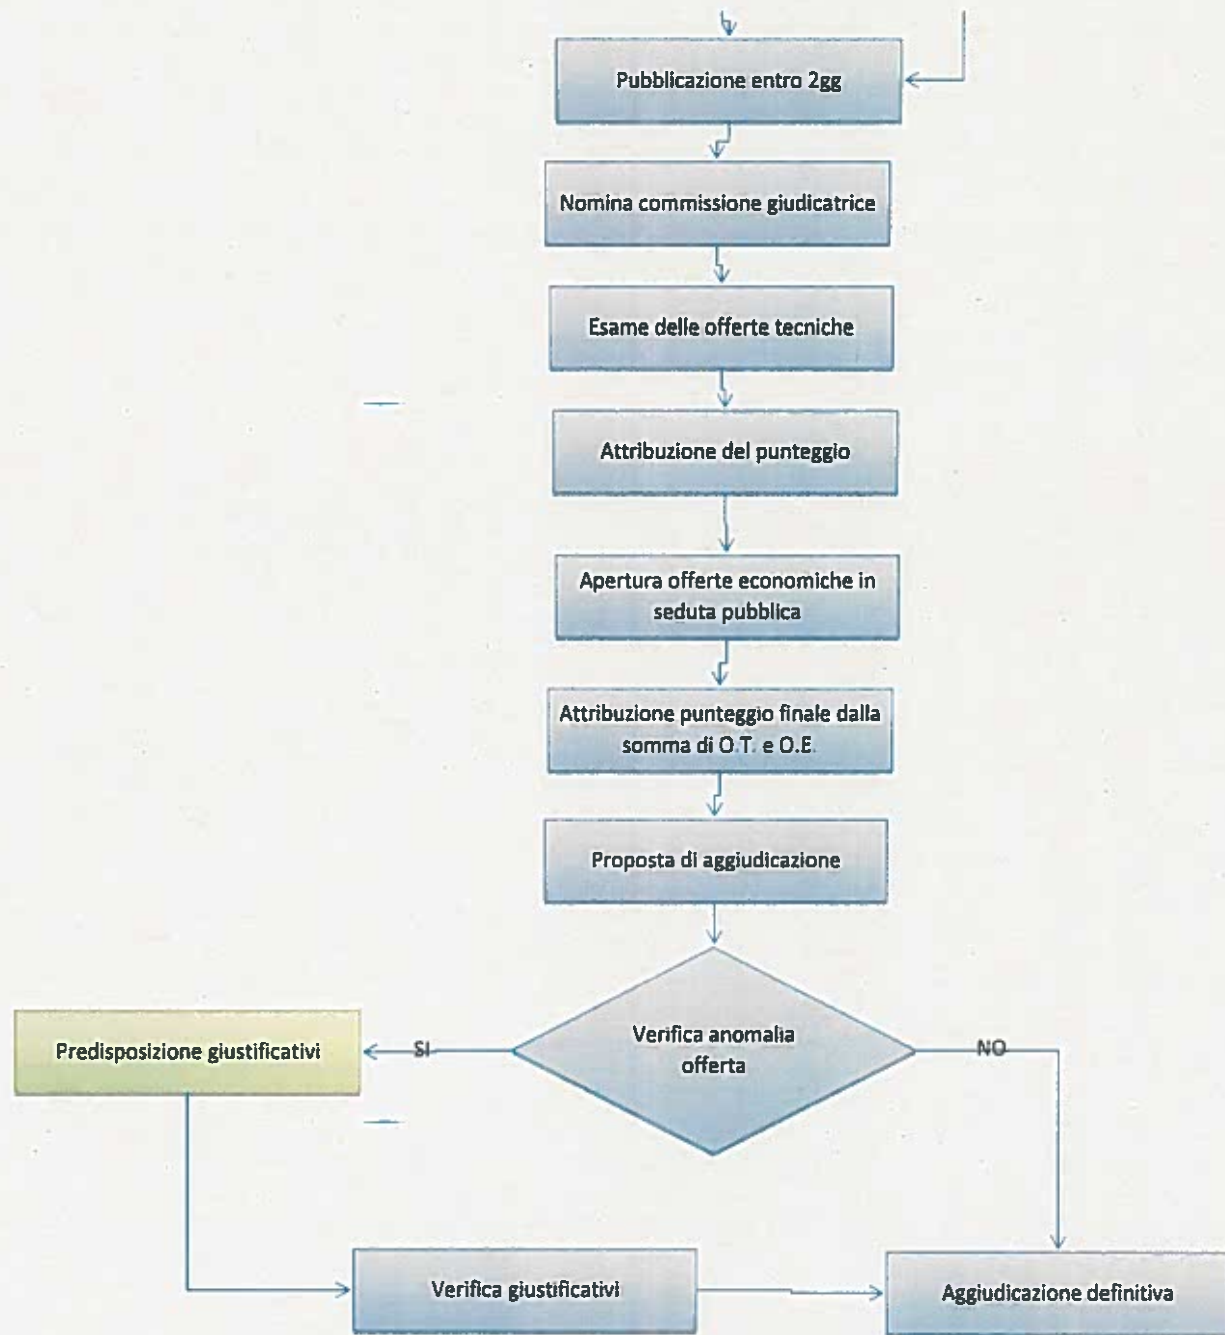 Pubblicazione entro 2gg
Nomina commissione giudicatrice
Esame delle offerte tecniche
Attribuzione del punteggio
Apertura offerte economiche in
seduta pubblica
Attribuzione punteggio finale dalla
somma di O.T. e O.E.
Proposta di aggiudicazione
Verifica anomalia
offerta
Predisposizione giustificativi
SI
NO
Verifica giustificativi
Aggiudicazione definitiva